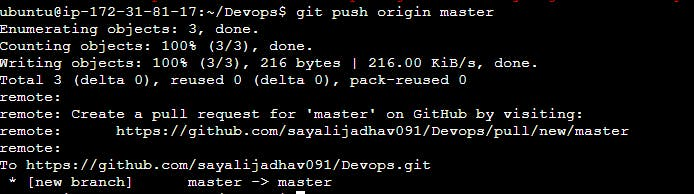 ubuntu@ip-172-31-81-17:~/Devops$ git push origin master
Enumerating objects: 3, done.
Counting objects: 100% (3/3), done.
Writing objects: 100% (3/3), 216 bytes | 216.00 KiB/s, done.
Total 3 (delta 0), reused 0 (delta 0), pack-reused 0
remote:
remote: Create a pull request for 'master' on GitHub by visiting:
remote:      https://github.com/sayalijadhav091/Devops/pull/new/master
remote:
To https://github.com/sayalijadhav091/Devops.git
 * [new branch]      master -> master